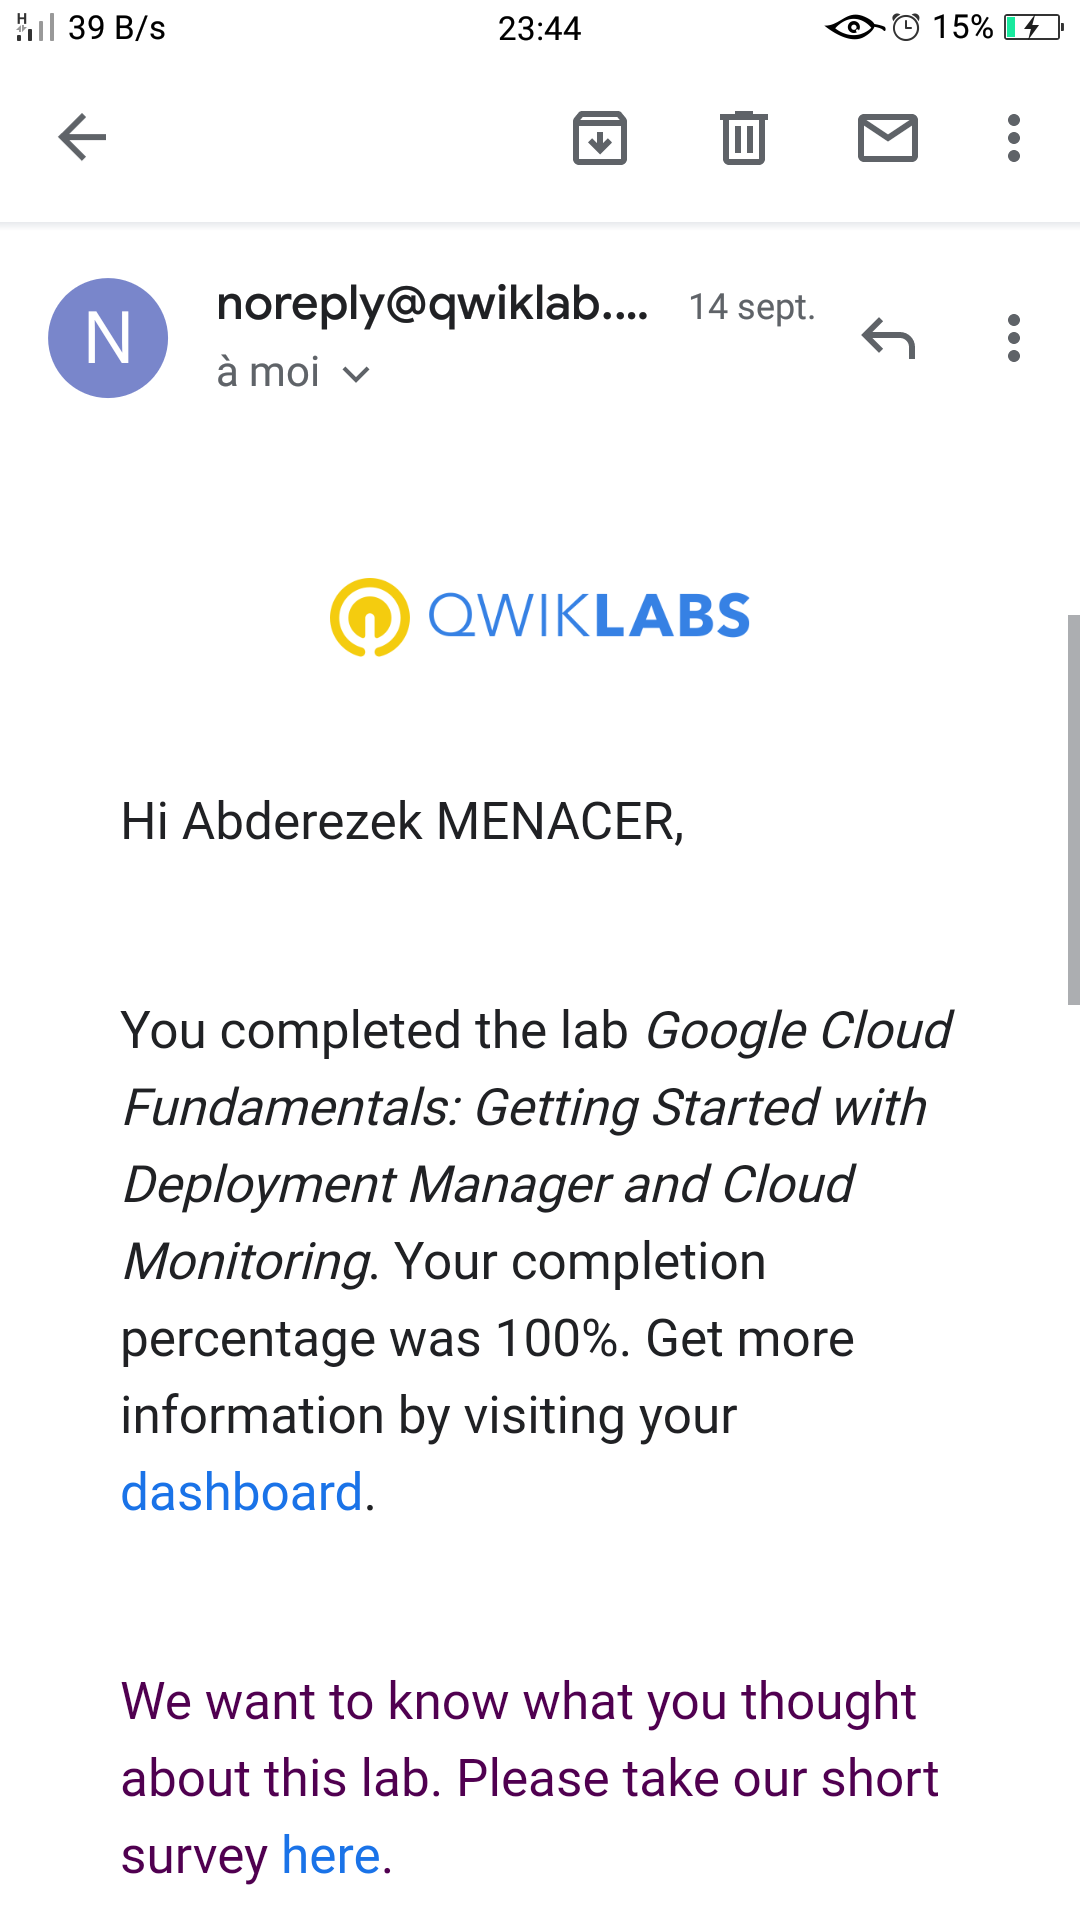 H 39 B/s 23:44 15%
N noreply@qwiklab.... 14 sept.
à moi
QWIKLABS
Hi Abderezek MENACER,
You completed the lab Google Cloud
Fundamentals: Getting Started with
Deployment Manager and Cloud
Monitoring. Your completion
percentage was 100%. Get more
information by visiting your
dashboard.
We want to know what you thought
about this lab. Please take our short
survey here.